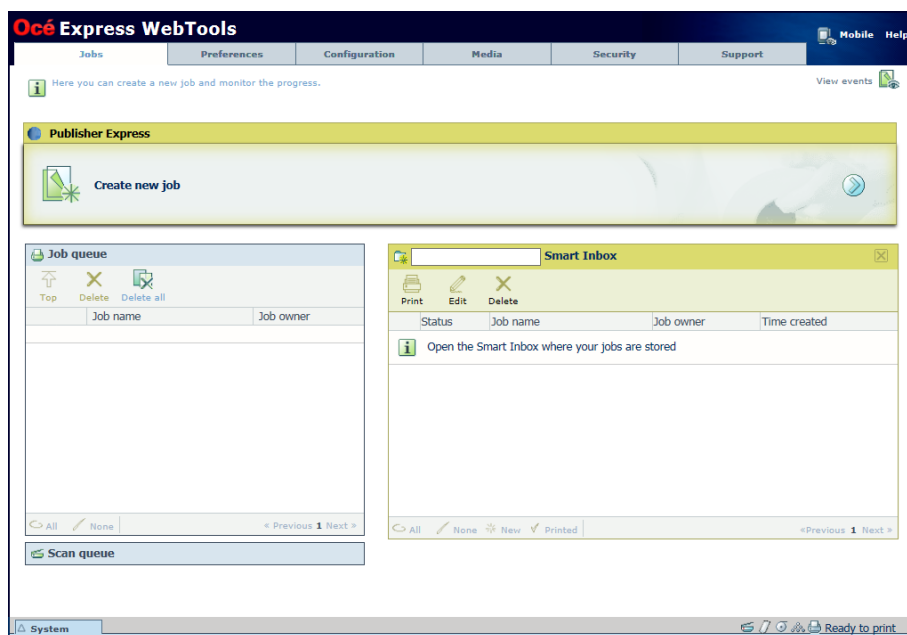 Océ Express WebTools
Mobile Help
Jobs Preferences Configuration Media Security Support
Here you can create a new job and monitor the progress.
View events
Publisher Express
Create new job
Job queue
Top Delete Delete all
Job name Job owner
All None « Previous 1 Next »
Scan queue
Smart Inbox
Print Edit Delete
Status Job name Job owner Time created
Open the Smart Inbox where your jobs are stored
All None New Printed «Previous 1 Next »
System
Ready to print